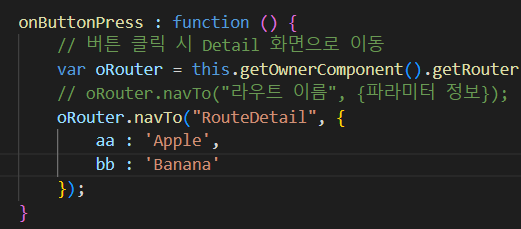 onButtonPress : function () {
// 버튼 클릭 시 Detail 화면으로 이동
var oRouter = this.getOwnerComponent().getRouter
// oRouter.navTo("라우트 이름", {파라미터 정보});
oRouter.navTo("RouteDetail", {
aa : 'Apple',
bb : 'Banana'
});
}